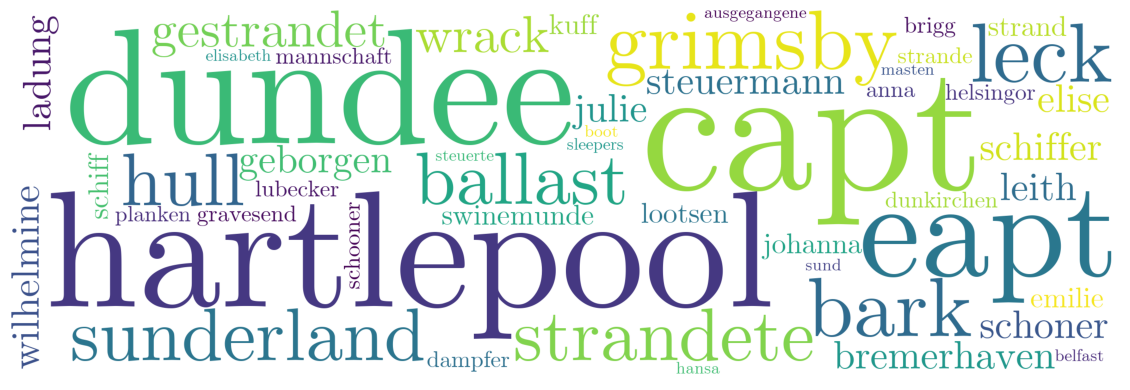 ladung
gestrandet
elisabeth
mannschaft
wrack
kuff
ausgegangene
grimsby
brigg
strand
strande
masten
leck
dundee
steuermann
anna
helsingor
elise
julie
boot
sleepers
capt
schiff
hull
geborgen
lubecker
steuerte
ballast
schiffer
leith
planken
gravesend
schooner
swinemunde
lootsen
dunkirchen
wilhelmine
hartlepool
johanna
sund
eapt
sunderland
dampfer
strandete
hansa
bark
emilie
schoner
bremerhaven
belfast